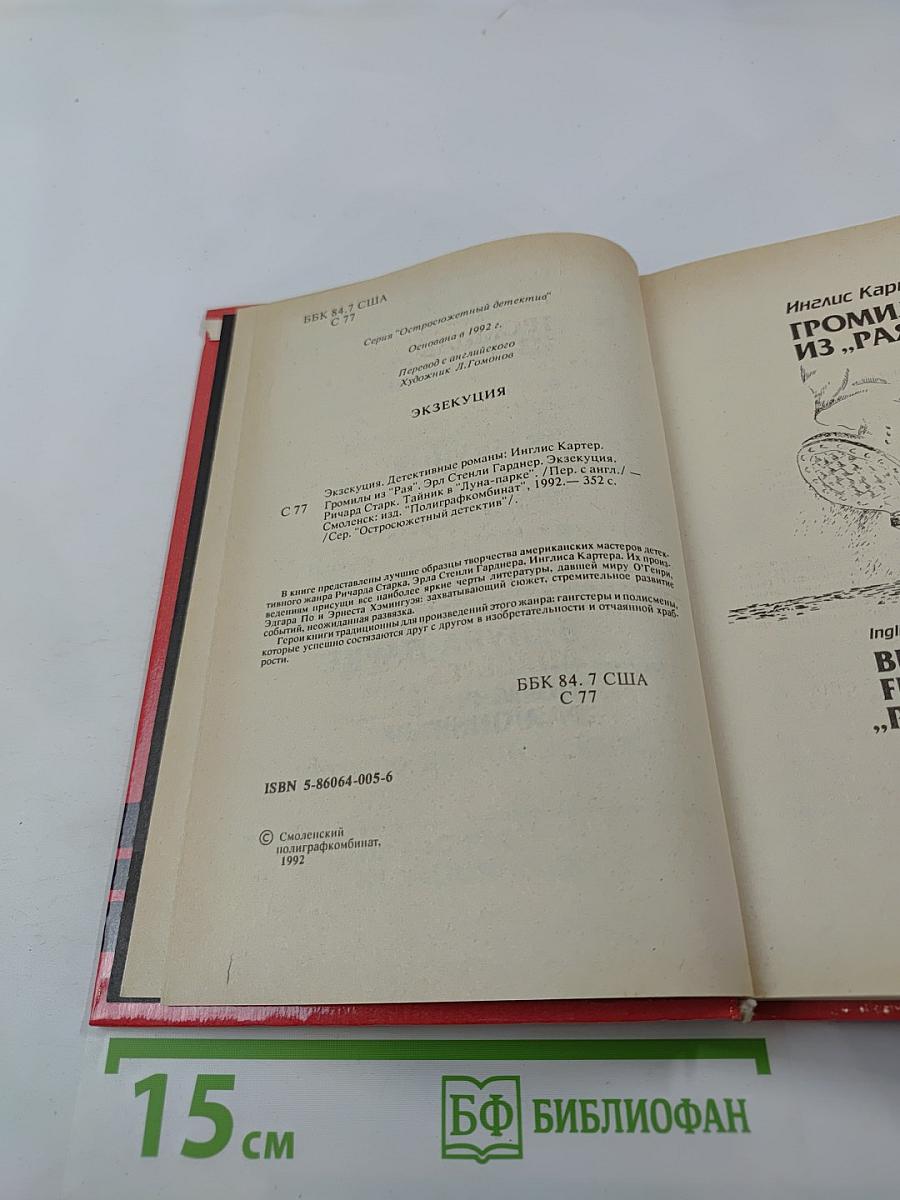 ББК 84.7 США
С 77
Серия "Остросюжетный детектив"
Основана в 1992 г.
Перевод с английского
Художник Л.Гомонов
ЭКЗЕКУЦИЯ
Экзекуция. Детективные романы: Инглис Картер.
Громилы из "Рая". Эрл Стенли Гарднер. Экзекуция.
С 77 Ричард Старк. Тайник в "Луна-парке". /Пер. с англ./ —
Смоленск: изд. "Полиграфкомбинат", 1992.— 352 с.
/Сер. "Остросюжетный детектив"/.
В книге представлены лучшие образцы творчества американских мастеров детек-
тивного жанра Ричарда Старка, Эрла Стенли Гарднера, Инглиса Картера. Их произ-
ведениям присущи все наиболее яркие черты литературы, давшей миру О'Генри,
Эдгара По и Эрнеста Хэмингуэя: захватывающий сюжет, стремительное развитие
событий, неожиданная развязка.
Герои книги традиционны для произведений этого жанра: гангстеры и полисмены,
которые успешно состязаются друг с другом в изобретательности и отчаянной храб-
рости.
ББК 84. 7 США
С 77
ISBN 5-86064-005-6
© Смоленский
полиграфкомбинат,
1992
Инглис Кар
ГРОМИ
ИЗ „РАЯ
Ingli
B
F
„
15 см
БФ БИБЛИОФАН